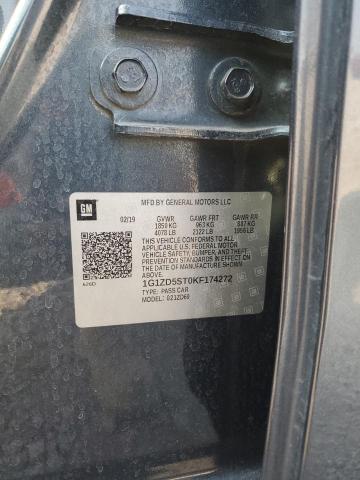 GM
MFD BY GENERAL MOTORS LLC
02/19 GVWR GAWR FRT GAWR RR
1850 KG 963 KG 887 KG
4078 LB 2122 LB 1956 LB
THIS VEHICLE CONFORMS TO ALL
APPLICABLE U.S. FEDERAL MOTOR
VEHICLE SAFETY, BUMPER, AND THEFT
PREVENTION STANDARDS IN EFFECT ON
THE DATE OF MANUFACTURE SHOWN ABOVE.
1G1ZD5ST0KF174272
TYPE: PASS CAR
MODEL: 021ZD69